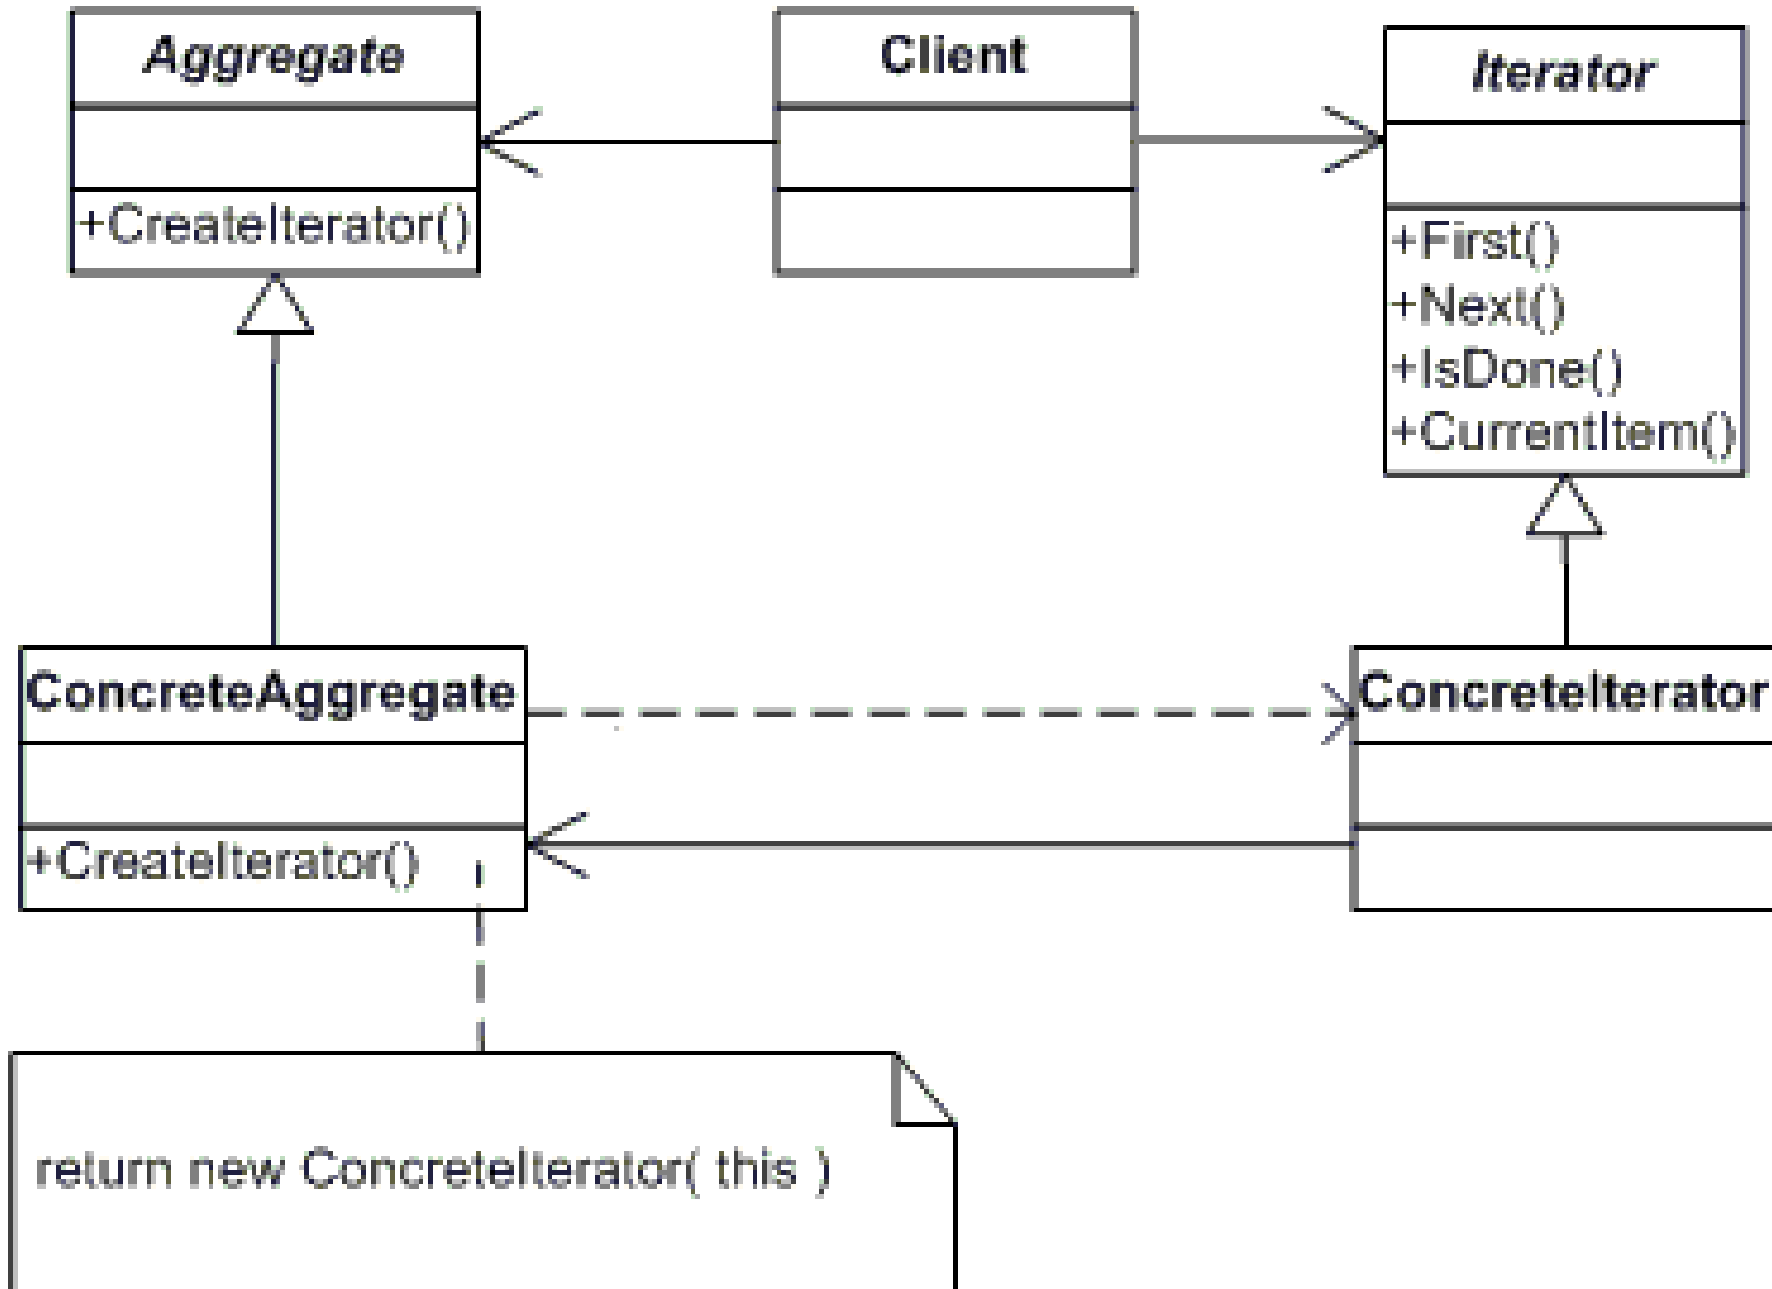 Aggregate
+CreateIterator()
Client
Iterator
+First()
+Next()
+IsDone()
+CurrentItem()
ConcreteAggregate
+CreateIterator()
ConcreteIterator
return new ConcreteIterator( this )